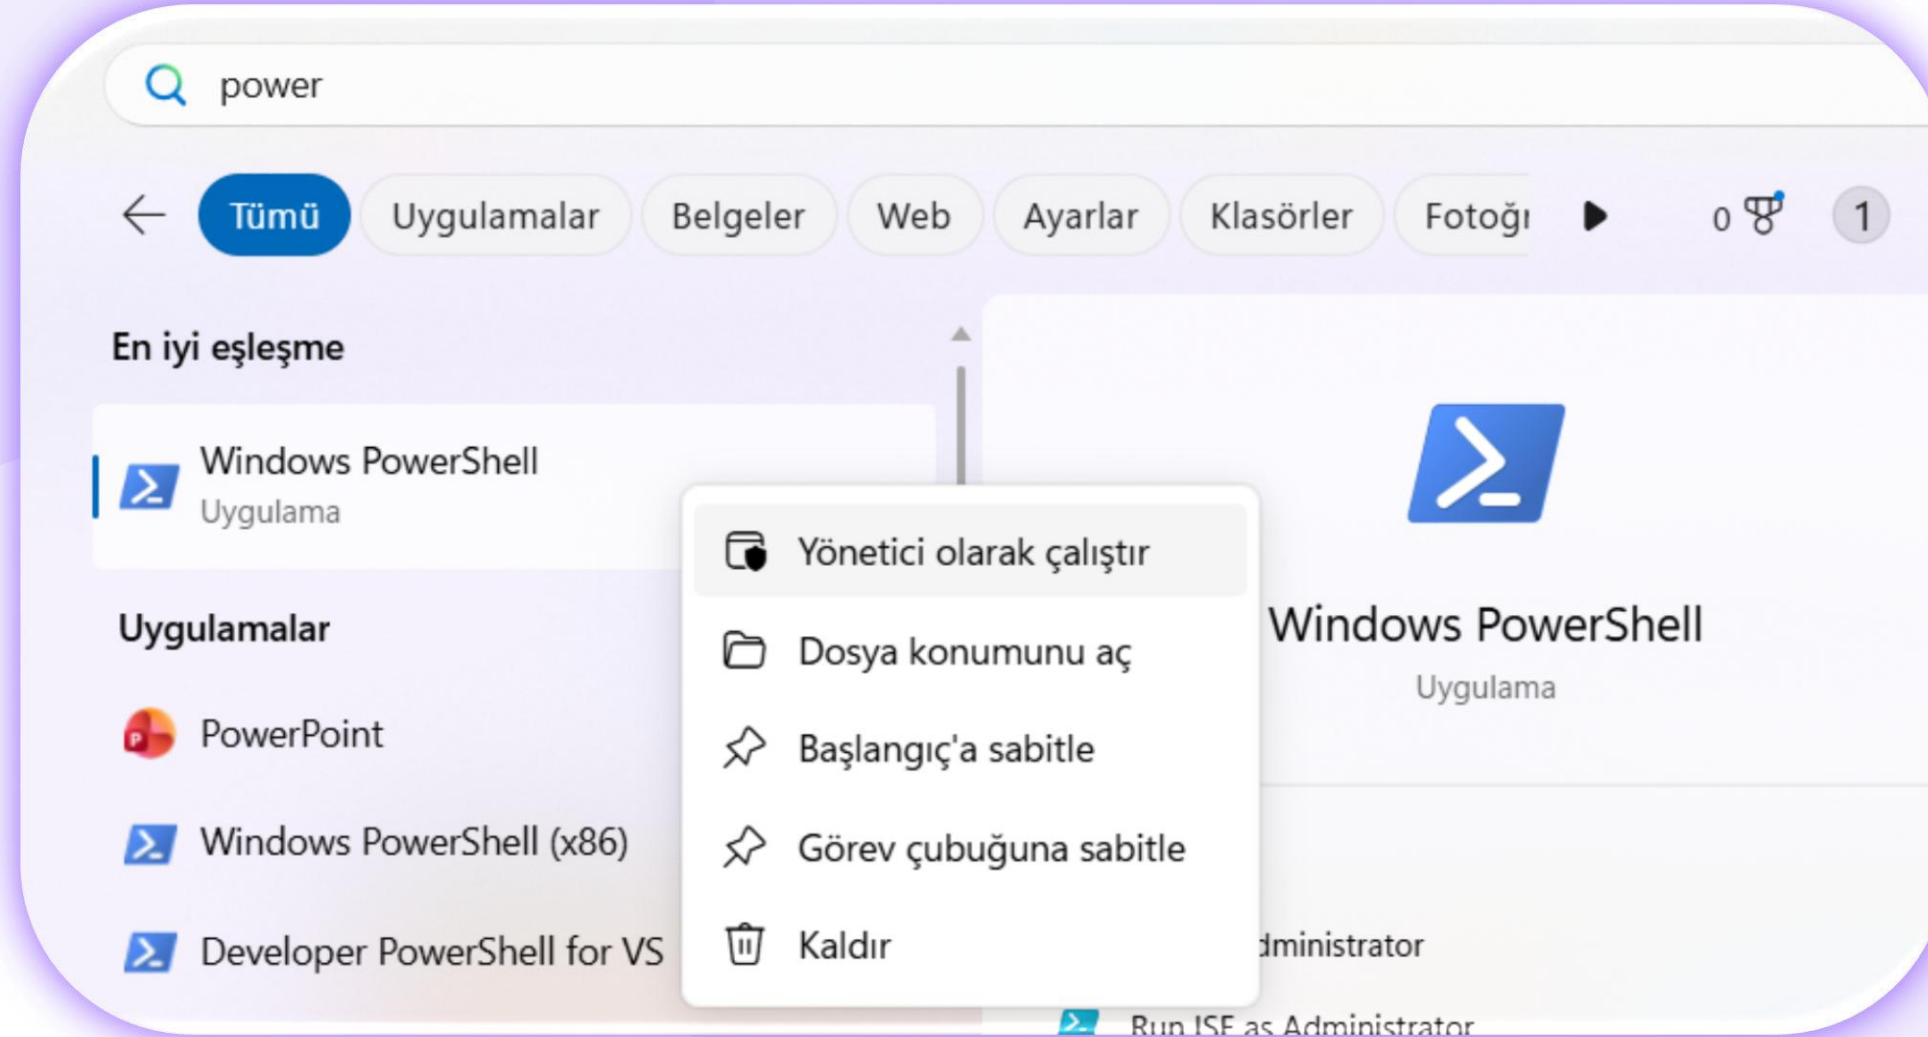 power
Tümü
Uygulamalar
Belgeler
Web
Ayarlar
Klasörler
Fotoğr
0
1
En iyi eşleşme
Windows PowerShell
Uygulama
Uygulamalar
PowerPoint
Windows PowerShell (x86)
Developer PowerShell for VS
Yönetici olarak çalıştır
Dosya konumunu aç
Başlangıç'a sabitle
Görev çubuğuna sabitle
Kaldır
Windows PowerShell
Uygulama
dministrator
Run ISE as Administrator